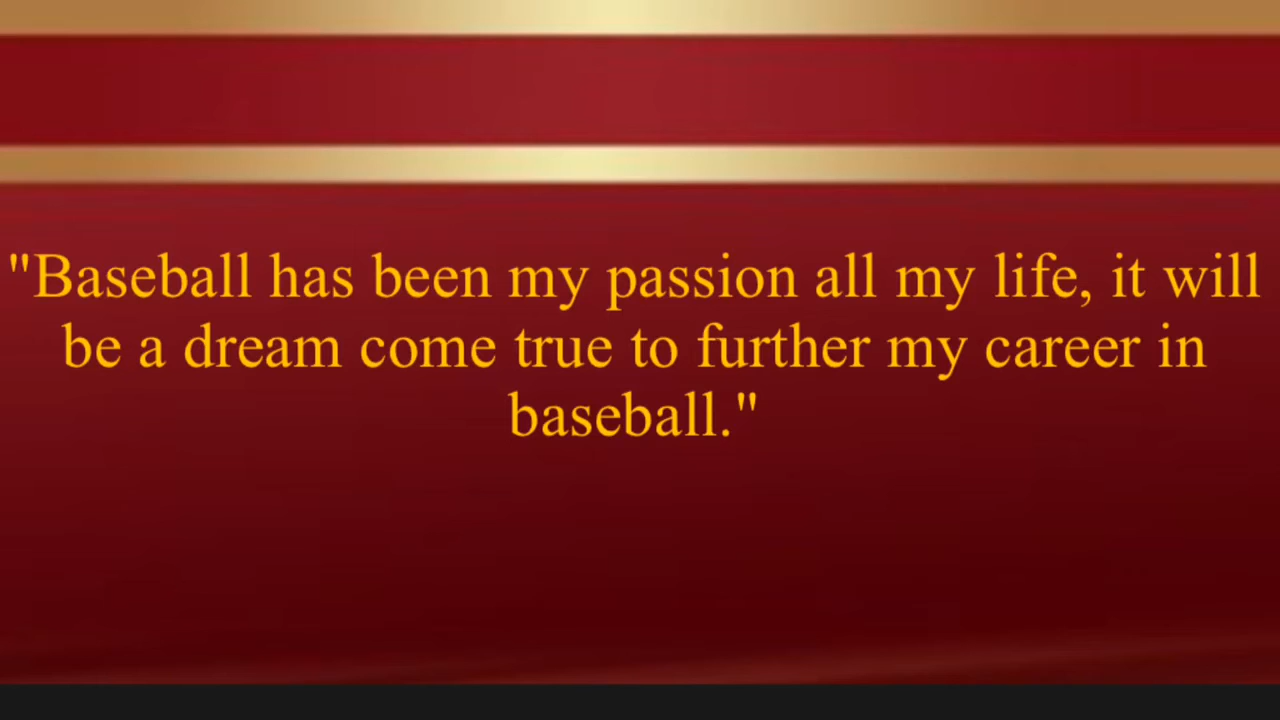 "Baseball has been my passion all my life, it will
be a dream come true to further my career in
baseball."